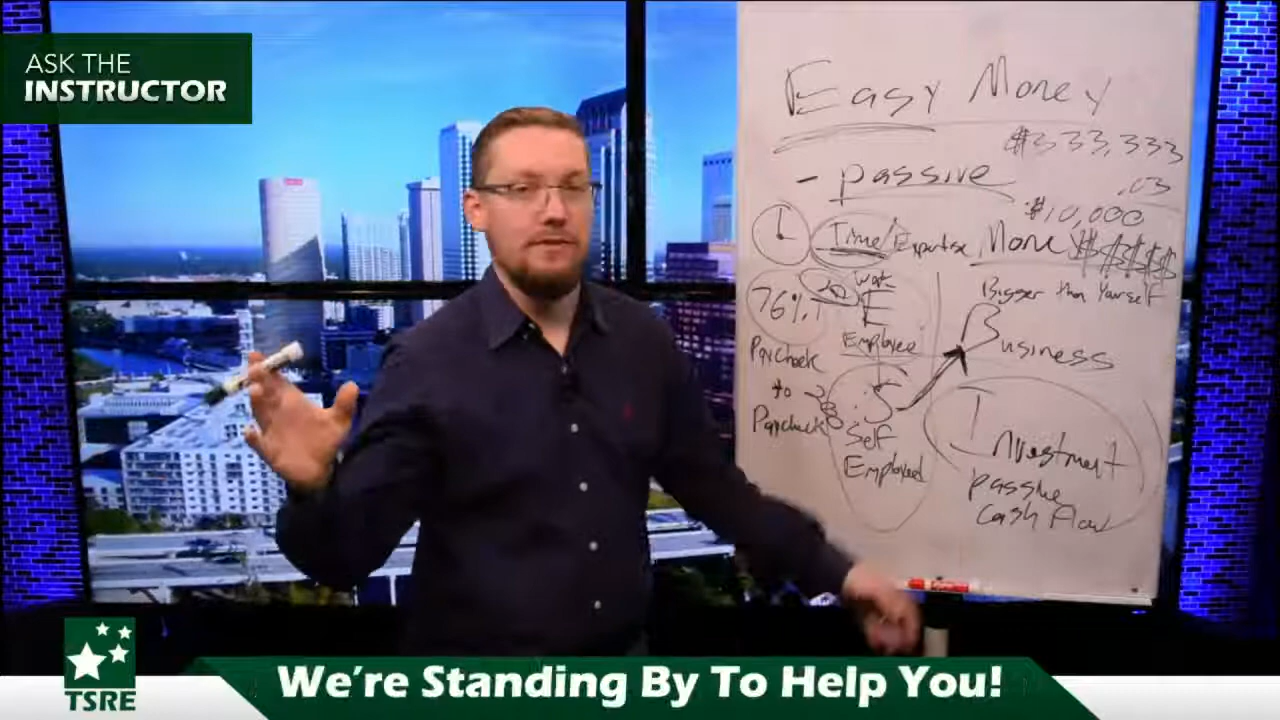 ASK THE
INSTRUCTOR
Easy Money
$333,333
- passive
.03
$10,000
Time/Expertise Money $$$$$
76%
Work
Bigger than Yourself
E
Employee
Business
Paycheck
to
Paycheck
S
Self
Employed
Investment
passive
Cash Flow
We're Standing By To Help You!
TSRE